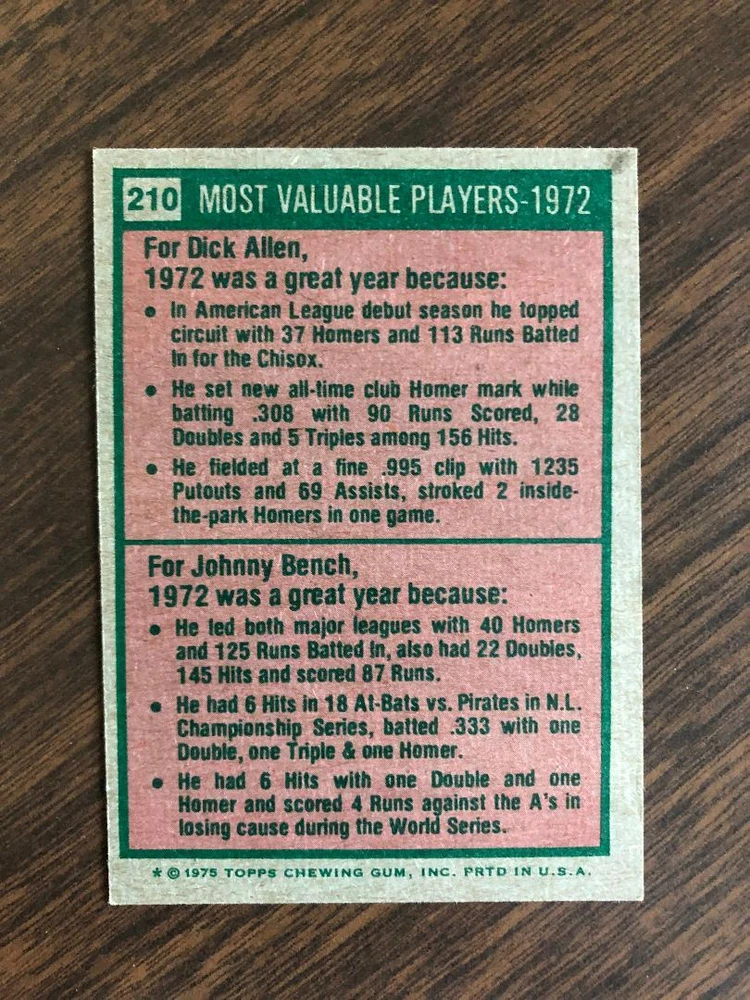 210 MOST VALUABLE PLAYERS-1972
For Dick Allen,
1972 was a great year because:
• In American League debut season he topped
circuit with 37 Homers and 113 Runs Batted
In for the Chisox.
• He set new all-time club Homer mark while
batting .308 with 90 Runs Scored, 28
Doubles and 5 Triples among 156 Hits.
• He fielded at a fine .995 clip with 1235
Putouts and 69 Assists, stroked 2 inside-
the-park Homers in one game.
For Johnny Bench,
1972 was a great year because:
• He led both major leagues with 40 Homers
and 125 Runs Batted In, also had 22 Doubles,
145 Hits and scored 87 Runs.
• He had 6 Hits in 18 At-Bats vs. Pirates in N.L.
Championship Series, batted .333 with one
Double, one Triple & one Homer.
• He had 6 Hits with one Double and one
Homer and scored 4 Runs against the A's in
losing cause during the World Series.
* © 1975 TOPPS CHEWING GUM, INC. PRTD IN U.S.A.